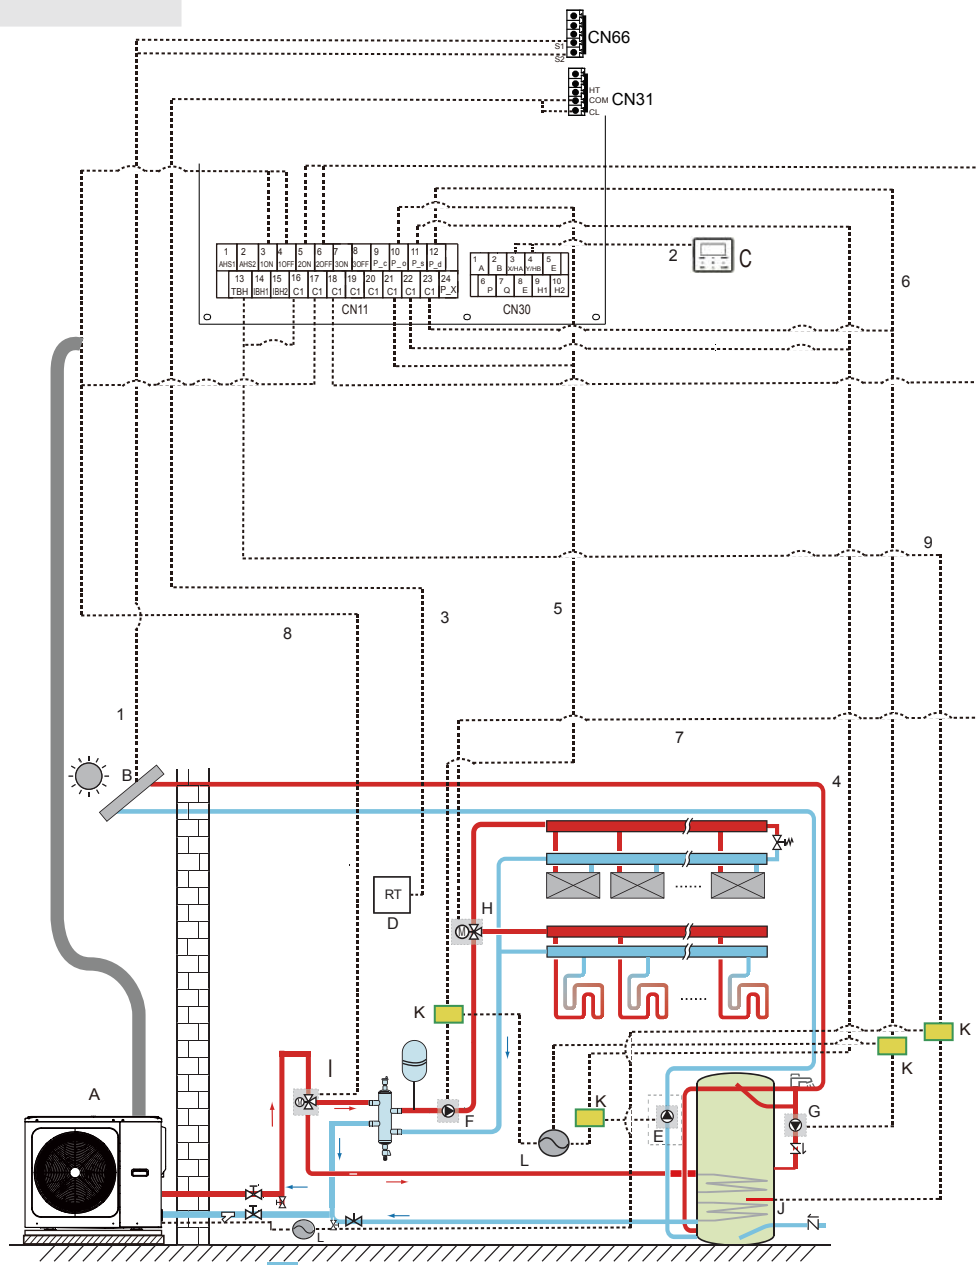 S1
CN66
S2
HT
COM CN31
CL
1 2 3 4 5 6 7 8 9 10 11 12
AHS1 AHS2 1ON 1OFF 2ON 2OFF 3ON 3OFF P_c P_o P_s P_d
13 14 15 16 17 18 19 20 21 22 23 24
TBH IBH1 IBH2 C1 C1 C1 C1 C1 C1 C1 C1 P_X
CN11
1 2 3 4 5
A B X/HA Y/HB E
6 7 8 9 10
P Q E H1 H2
CN30
2 C
6
9
3
5
8
1
7
B
4
RT
D
H
M
K
K
K
I
A
M
F
K
G
E
L
J
L